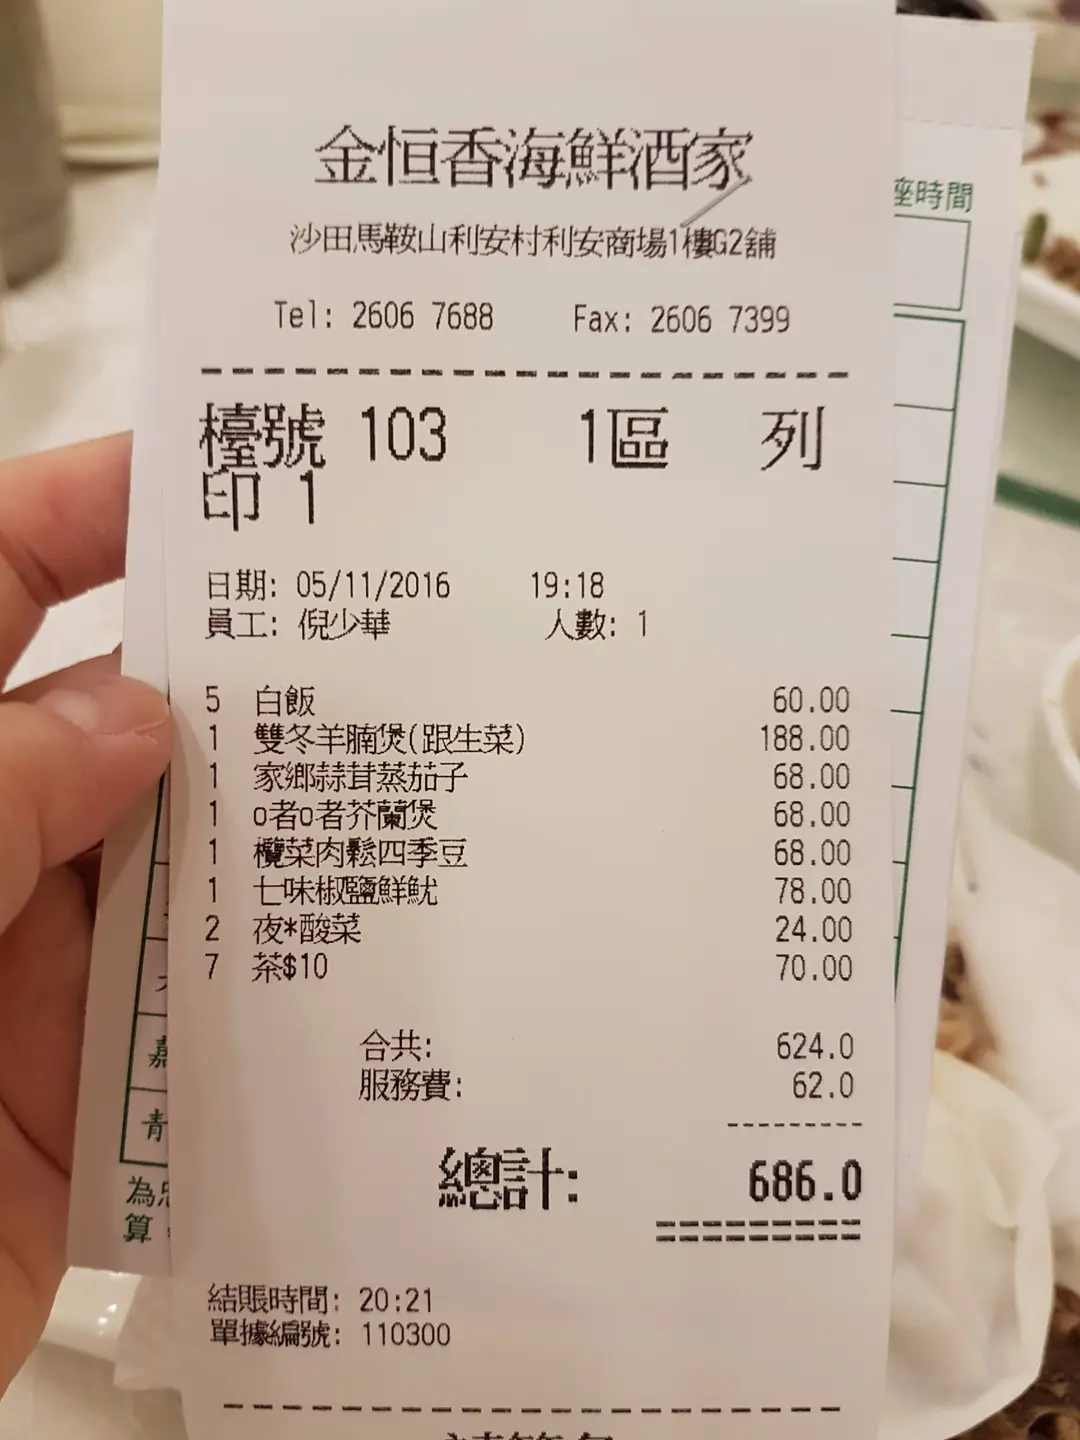 金恒香海鮮酒家
沙田馬鞍山利安村利安商場1樓G2舖
Tel: 2606 7688 Fax: 2606 7399
檯號 103 1區 列
印 1
日期: 05/11/2016 19:18
員工: 倪少華 人數: 1
5 白飯 60.00
1 雙冬羊腩煲(跟生菜) 188.00
1 家鄉蒜茸蒸茄子 68.00
1 o者o者芥蘭煲 68.00
1 欖菜肉鬆四季豆 68.00
1 七味椒鹽鮮魷 78.00
2 夜*酸菜 24.00
7 茶$10 70.00
合共: 624.0
服務費: 62.0
總計: 686.0
結賬時間: 20:21
單據編號: 110300
座時間
青
為
算